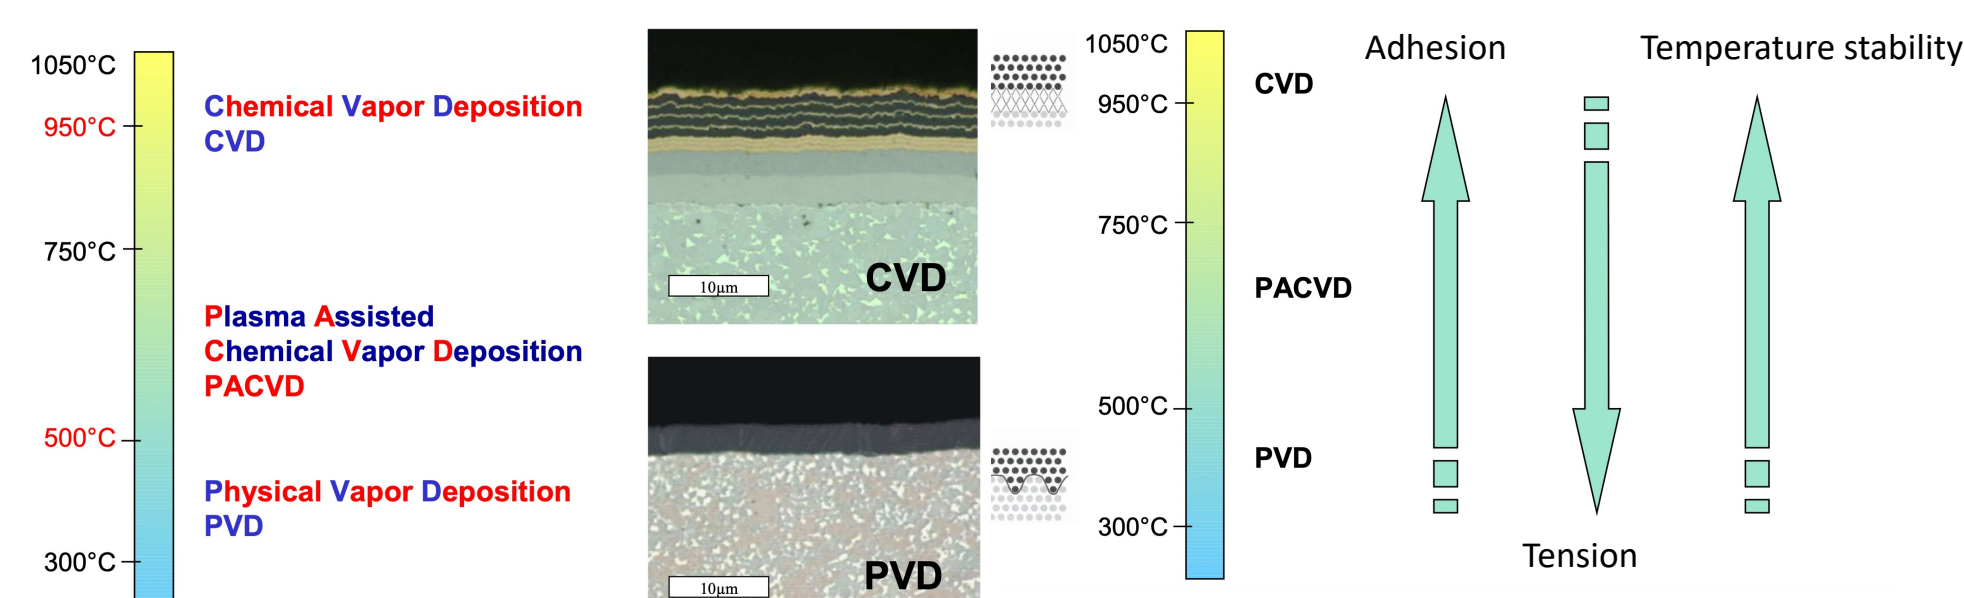 1050°C
950°C
750°C
500°C
300°C
Chemical Vapor Deposition
CVD
Plasma Assisted
Chemical Vapor Deposition
PACVD
Physical Vapor Deposition
PVD
CVD
10µm
PVD
10µm
1050°C
950°C
750°C
500°C
300°C
CVD
PACVD
PVD
Adhesion
Temperature stability
Tension